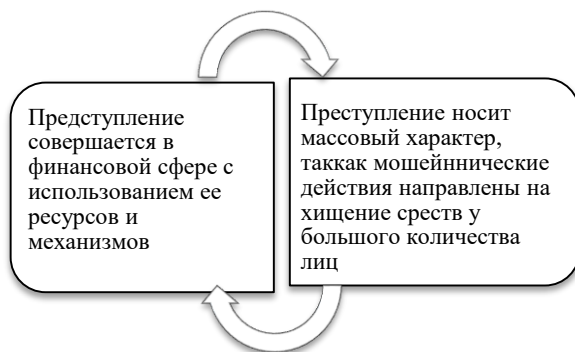 Предступление
совершается в
финансовой сфере с
использованием ее
ресурсов и
механизмов
Преступление носит
массовый характер,
таккак мошейннические
действия направлены на
хищение среств у
большого количества
лиц